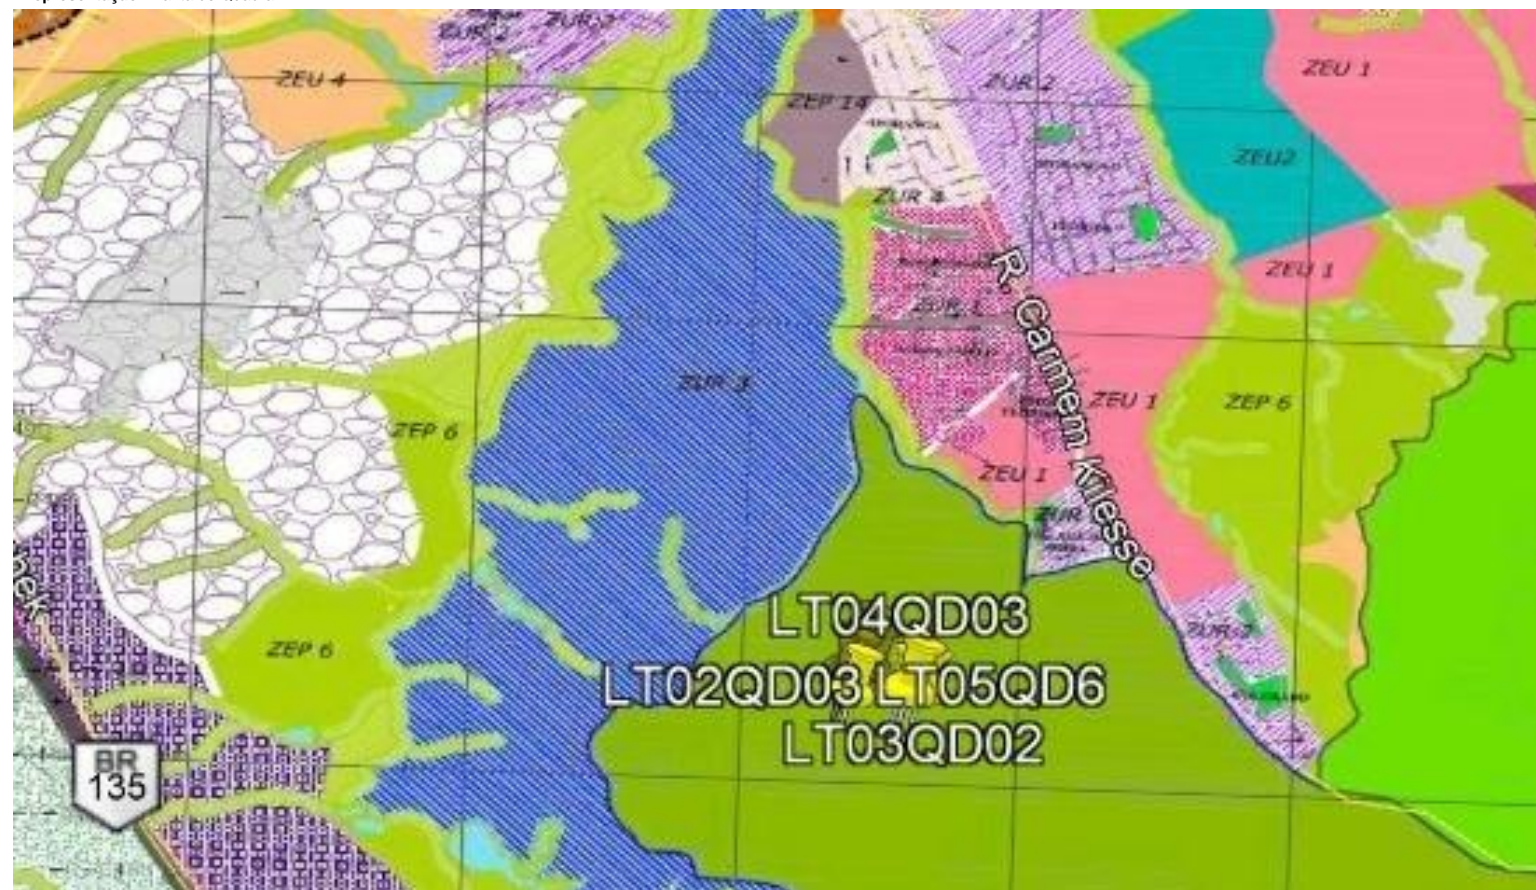 ZUR 2
ZUR 2
ZEU 4
ZEU 1
ZUR 2
ZEP 14
ZEU2
ZUR 4
ZEU 1
R. Carmem Kilesse
ZUR 3
ZEU 1
ZEP 6
ZEP 6
ZEU 1
ZUR
LT04QD03
ZUR 2
ZEP 6
LT02QD03 LT05QD6
LT03QD02
BR
135